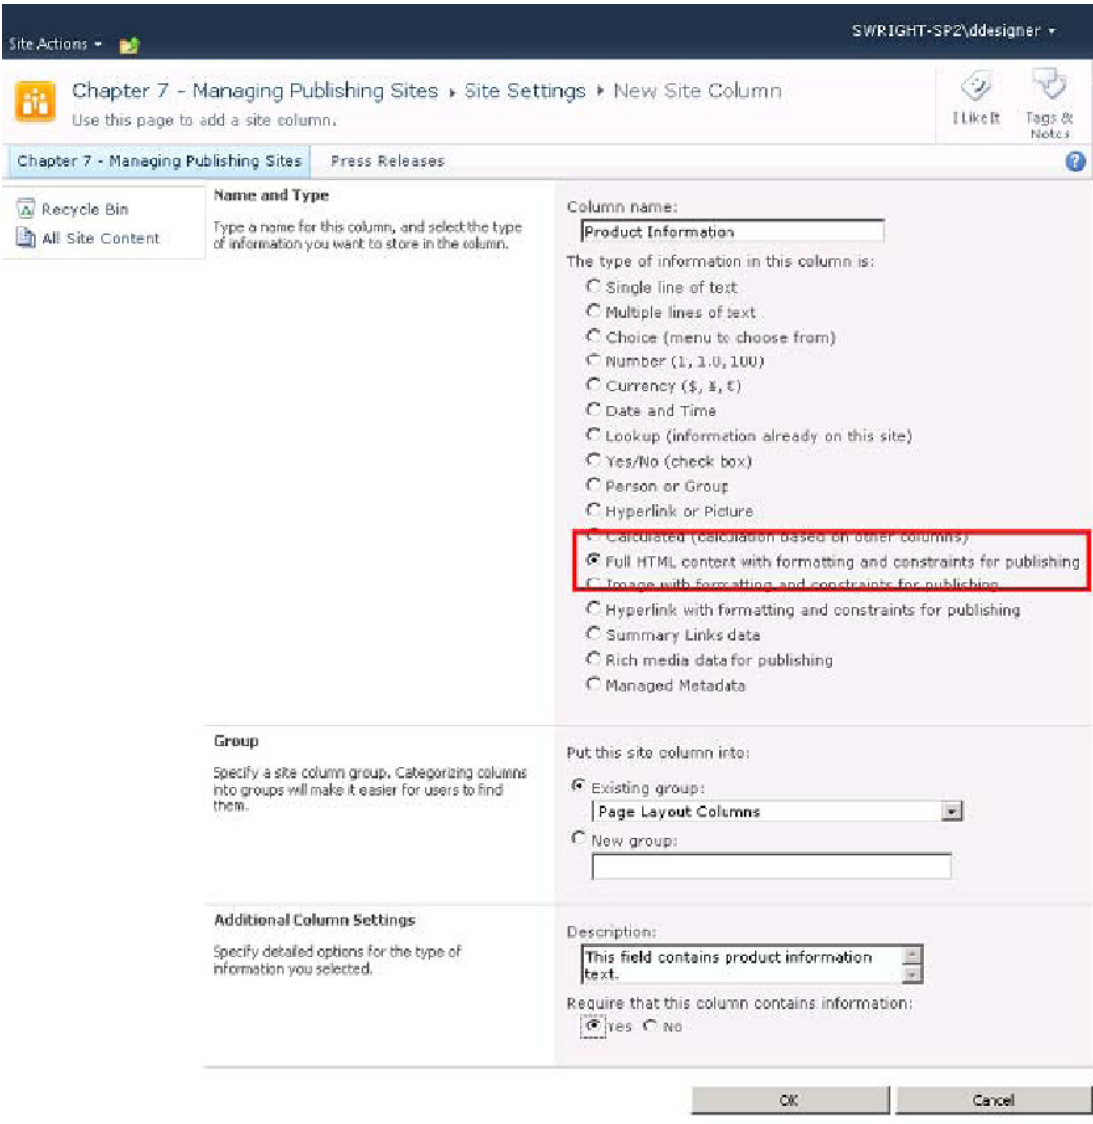 SWRIGHT-SP2\ddesigner
Site Actions
Chapter 7 - Managing Publishing Sites › Site Settings › New Site Column
Use this page to add a site column.
I Like It
Tags & Notes
Chapter 7 - Managing Publishing Sites Press Releases
Recycle Bin
All Site Content
Name and Type
Type a name for this column, and select the type
of information you want to store in the column.
Column name:
Product Information
The type of information in this column is:
Single line of text
Multiple lines of text
Choice (menu to choose from)
Number (1, 1.0, 100)
Currency ($, ¥, €)
Date and Time
Lookup (information already on this site)
Yes/No (check box)
Person or Group
Hyperlink or Picture
Calculated (calculation based on other columns)
Full HTML content with formatting and constraints for publishing
Image with formatting and constraints for publishing
Hyperlink with formatting and constraints for publishing
Summary Links data
Rich media data for publishing
Managed Metadata
Group
Specify a site column group. Categorizing columns
into groups will make it easier for users to find
them.
Put this site column into:
Existing group:
Page Layout Columns
New group:
Additional Column Settings
Specify detailed options for the type of
information you selected.
Description:
This field contains product information
text.
Require that this column contains information:
Yes No
OK Cancel